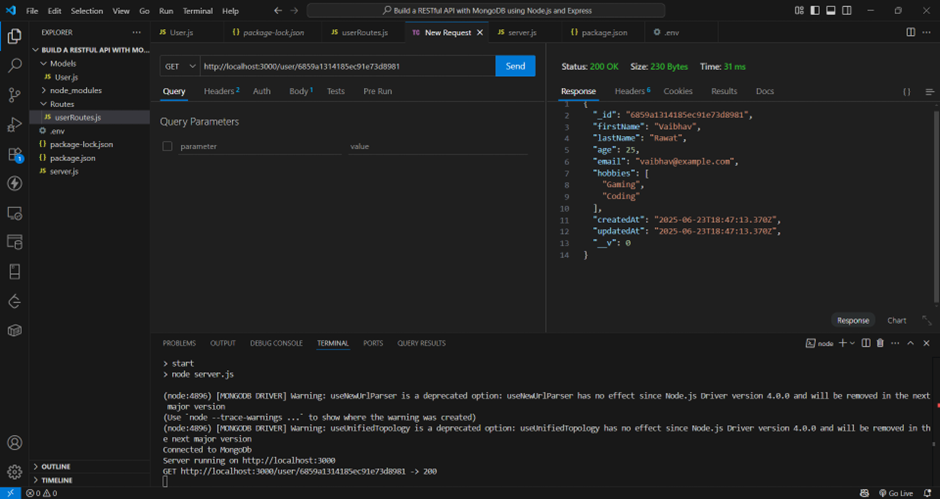 File Edit Selection View Go Run Terminal Help
Build a RESTful API with MongoDB using Node.js and Express
EXPLORER
BUILD A RESTFUL API WITH MO...
Models
JS User.js
node_modules
Routes
JS userRoutes.js
.env
{} package-lock.json
{} package.json
JS server.js
OUTLINE
TIMELINE
1
JS User.js {} package-lock.json JS userRoutes.js TC New Request JS server.js {} package.json .env
GET http://localhost:3000/user/6859a1314185ec91e73d8981 Send
Query Headers 2 Auth Body 1 Tests Pre Run
Query Parameters
parameter value
Status: 200 OK Size: 230 Bytes Time: 31 ms
Response Headers 6 Cookies Results Docs {}
1 {
2 "_id": "6859a1314185ec91e73d8981",
3 "firstName": "Vaibhav",
4 "lastName": "Rawat",
5 "age": 25,
6 "email": "vaibhav@example.com",
7 "hobbies": [
8 "Gaming",
9 "Coding"
10 ],
11 "createdAt": "2025-06-23T18:47:13.370Z",
12 "updatedAt": "2025-06-23T18:47:13.370Z",
13 "__v": 0
14 }
Response Chart
PROBLEMS OUTPUT DEBUG CONSOLE TERMINAL PORTS QUERY RESULTS
node
> start
> node server.js
(node:4896) [MONGODB DRIVER] Warning: useNewUrlParser is a deprecated option: useNewUrlParser has no effect since Node.js Driver version 4.0.0 and will be removed in the next
major version
(Use `node --trace-warnings ...` to show where the warning was created)
(node:4896) [MONGODB DRIVER] Warning: useUnifiedTopology is a deprecated option: useUnifiedTopology has no effect since Node.js Driver version 4.0.0 and will be removed in th
e next major version
Connected to MongoDb
Server running on http://localhost:3000
GET http://localhost:3000/user/6859a1314185ec91e73d8981 -> 200
0 0
Go Live